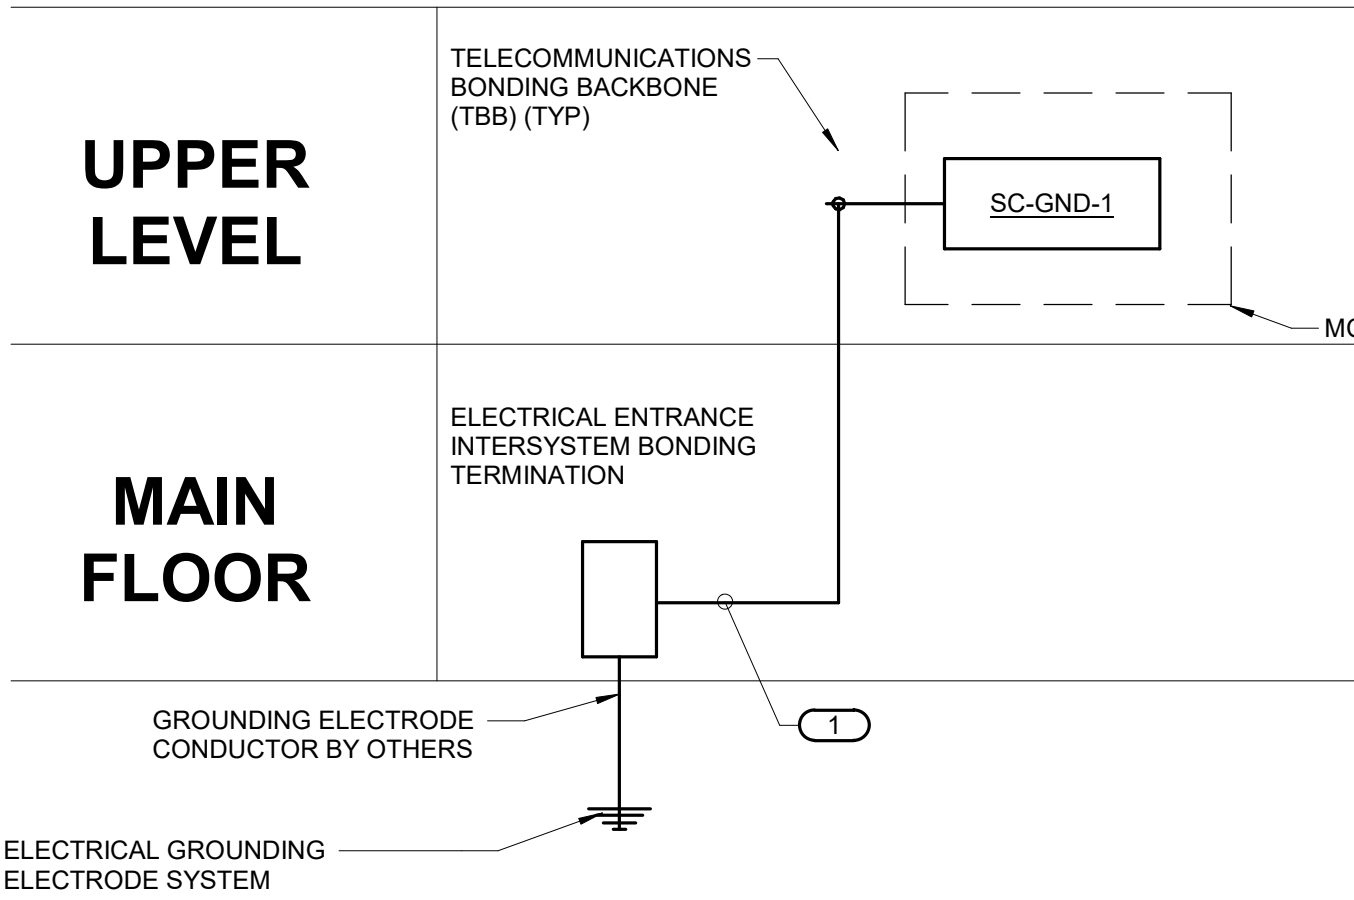 UPPER
LEVEL
TELECOMMUNICATIONS
BONDING BACKBONE
(TBB) (TYP)
SC-GND-1
MAIN
FLOOR
ELECTRICAL ENTRANCE
INTERSYSTEM BONDING
TERMINATION
GROUNDING ELECTRODE
CONDUCTOR BY OTHERS
1
ELECTRICAL GROUNDING
ELECTRODE SYSTEM